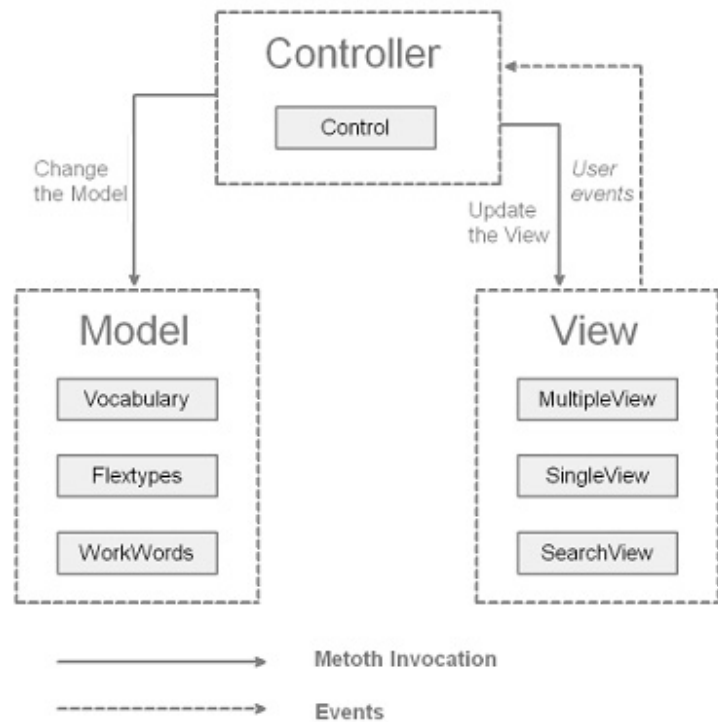 Controller
Control
Change
the Model
User
events
Update
the View
Model
Vocabulary
Flextypes
WorkWords
View
MultipleView
SingleView
SearchView
Metoth Invocation
Events